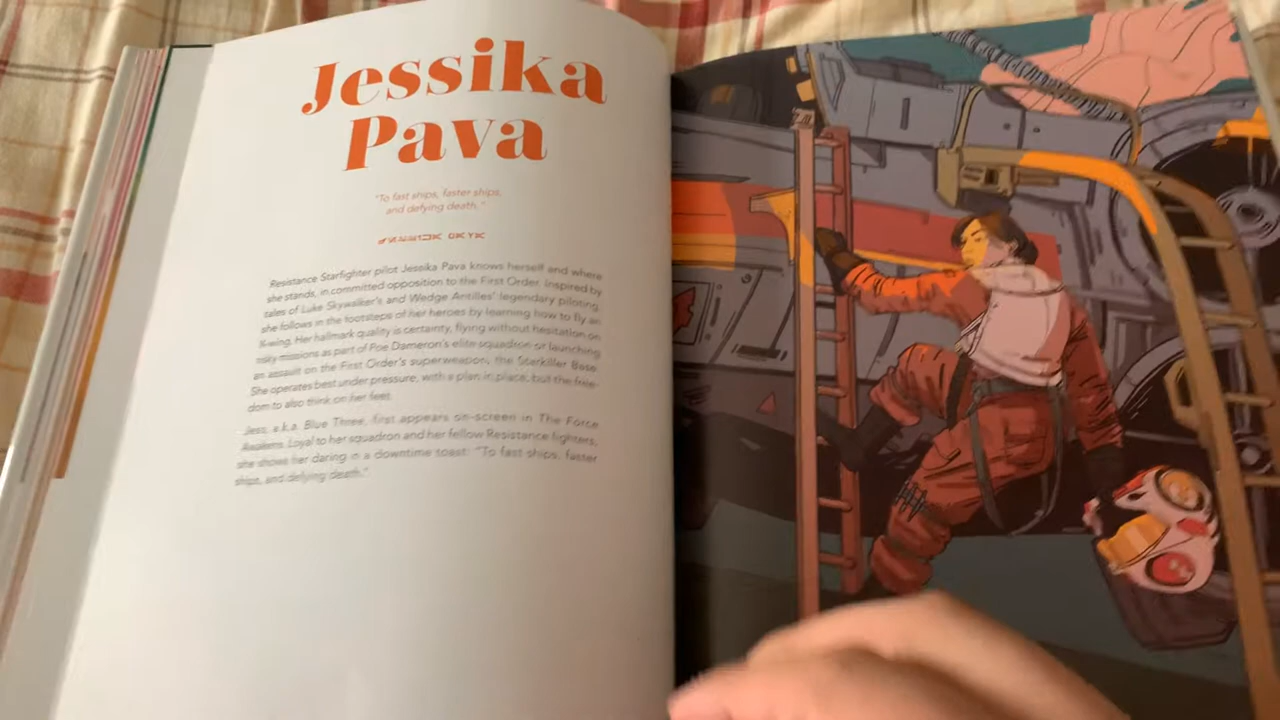 Jessika
Pava
"To fast ships, faster ships,
and defying death."
Resistance Starfighter pilot Jessika Pava knows herself and where
she stands, in committed opposition to the First Order. Inspired by
tales of Luke Skywalker's and Wedge Antilles' legendary piloting,
she follows in the footsteps of her heroes by learning how to fly an
X-wing. Her hallmark quality is certainty, flying without hesitation on
risky missions as part of Poe Dameron's elite squadron or launching
an assault on the First Order's superweapon, the Starkiller Base.
She operates best under pressure, with a plan in place, but the free-
dom to also think on her feet.
Jess, a.k.a. Blue Three, first appears on-screen in The Force
Awakens. Loyal to her squadron and her fellow Resistance fighters,
she shows her daring in a downtime toast: "To fast ships, faster
ships, and defying death."